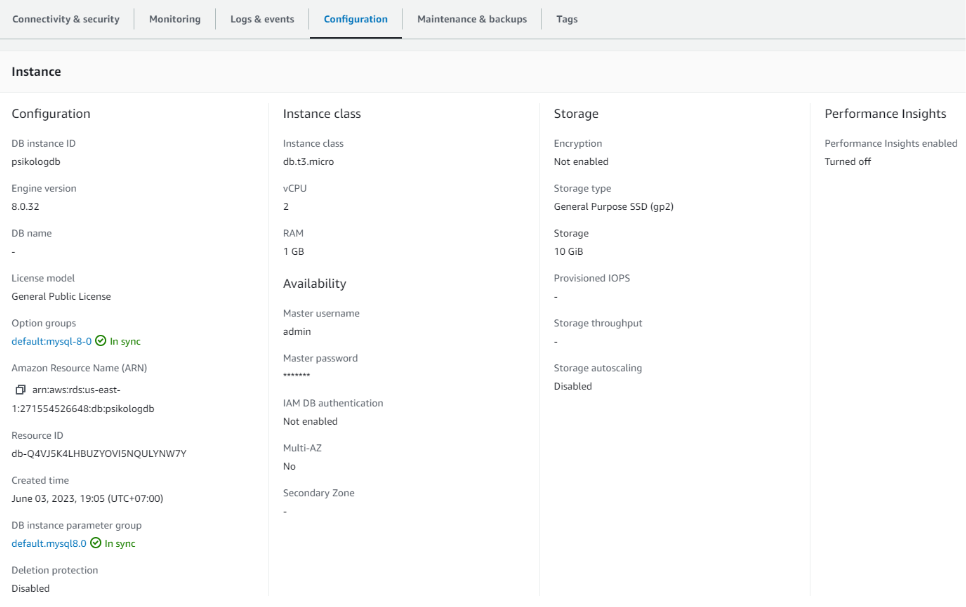 Connectivity & security
Monitoring
Logs & events
Configuration
Maintenance & backups
Tags
Instance
Configuration
DB instance ID
psikologdb
Engine version
8.0.32
DB name
-
License model
General Public License
Option groups
default:mysql-8-0 In sync
Amazon Resource Name (ARN)
arn:aws:rds:us-east-
1:271554526648:db:psikologdb
Resource ID
db-Q4VJ5K4LHBUZYOVI5NQULYNW7Y
Created time
June 03, 2023, 19:05 (UTC+07:00)
DB instance parameter group
default.mysql8.0 In sync
Deletion protection
Disabled
Instance class
Instance class
db.t3.micro
vCPU
2
RAM
1 GB
Availability
Master username
admin
Master password
*******
IAM DB authentication
Not enabled
Multi-AZ
No
Secondary Zone
-
Storage
Encryption
Not enabled
Storage type
General Purpose SSD (gp2)
Storage
10 GiB
Provisioned IOPS
-
Storage throughput
-
Storage autoscaling
Disabled
Performance Insights
Performance Insights enabled
Turned off